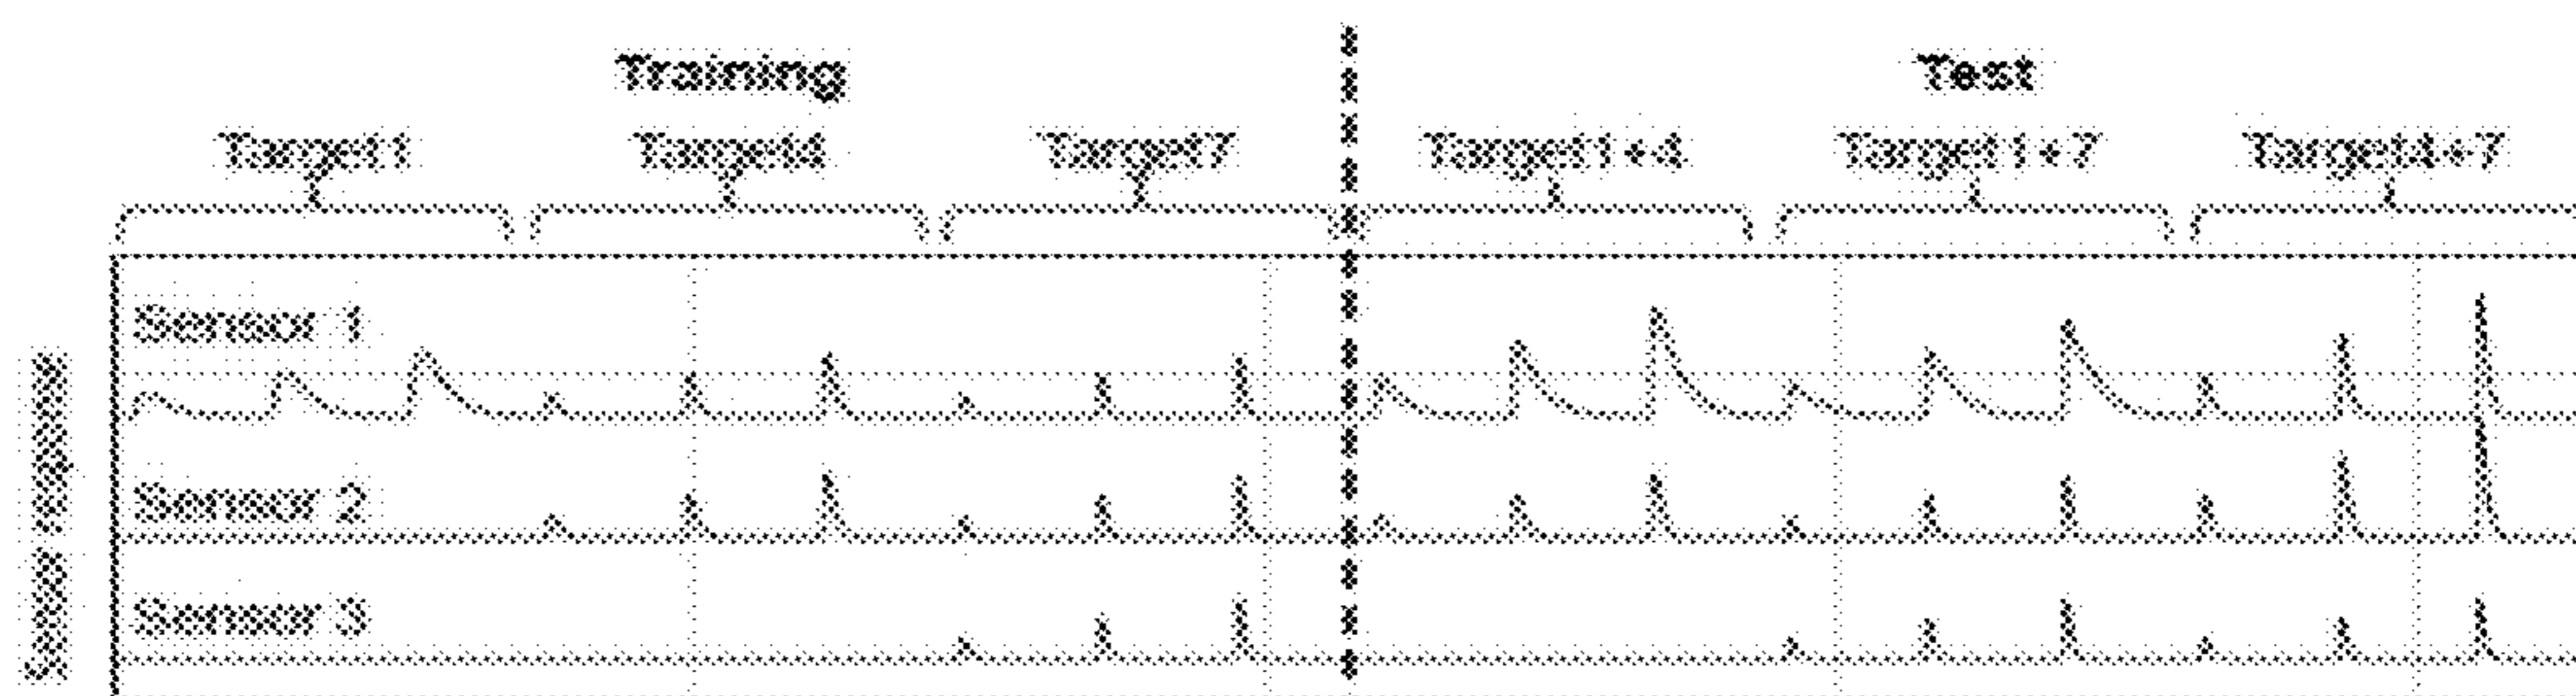 Training Test
Target1 Target4 Target7 Target1+4 Target1+7 Target4+7
Sensor 1
Sensor 2
Sensor 3